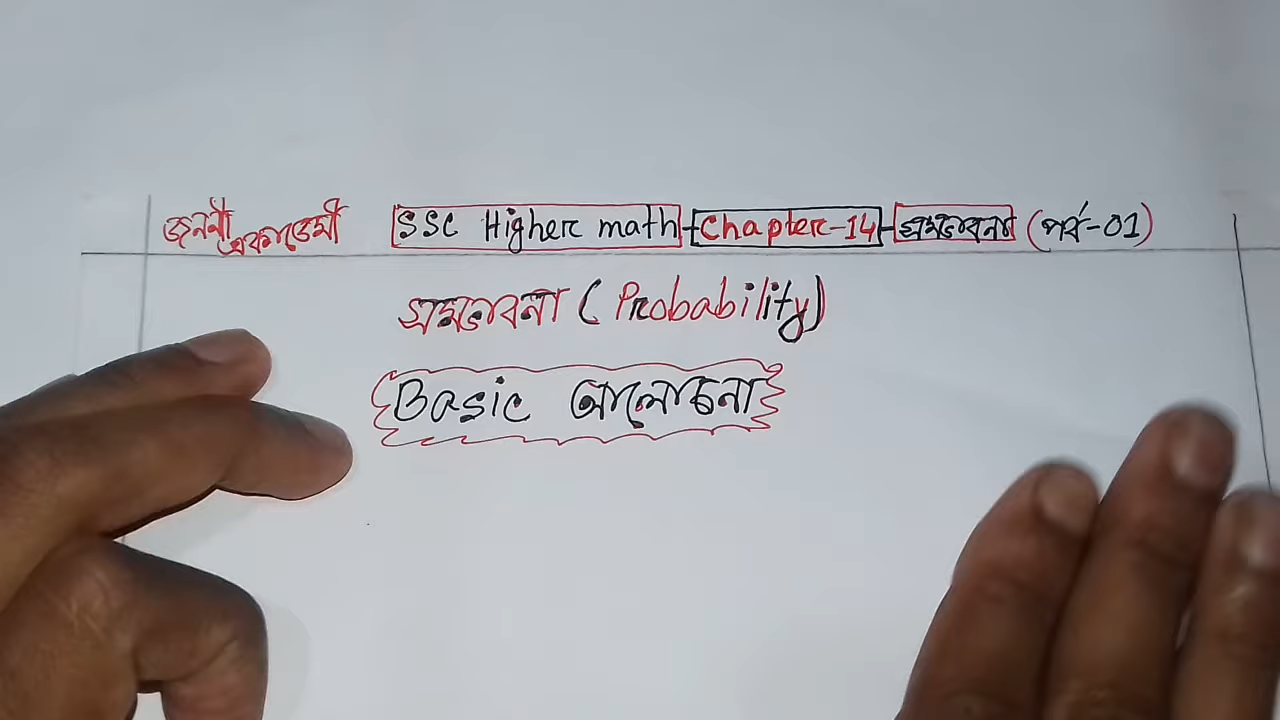 জননী একাডেমী SSC Higher math-Chapter-14-সম্ভাবনা (পর্ব-01)
সম্ভাবনা (Probability)
Basic আলোচনা